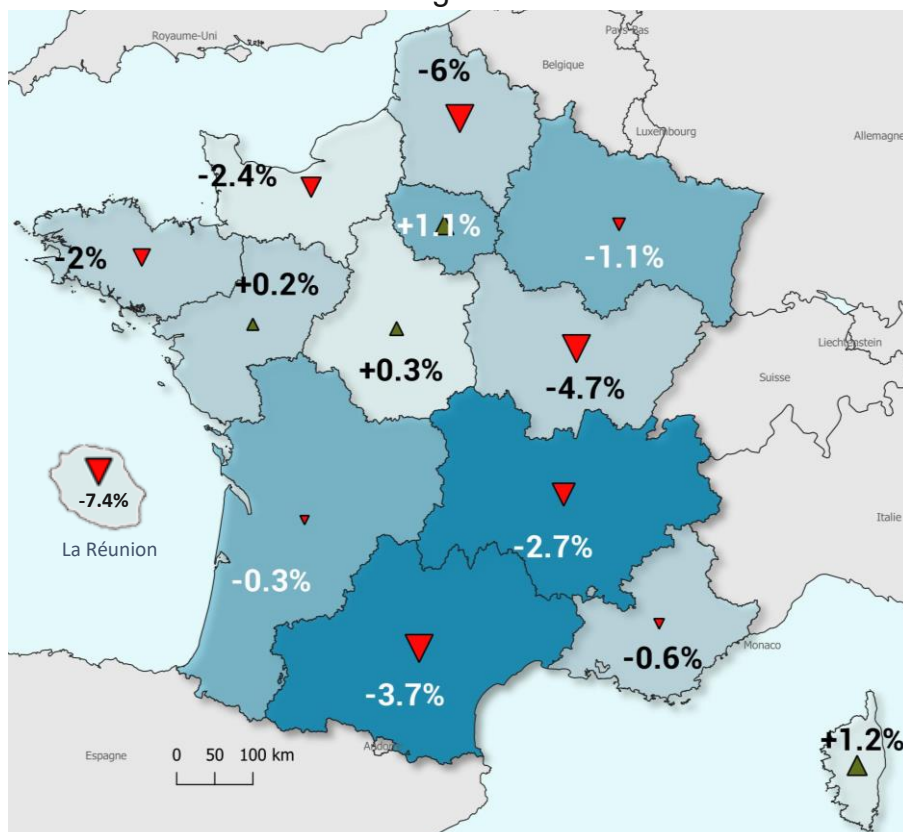 Royaume-Uni
Pays-Bas
Belgique
-6%
Luxembourg
Allemagne
-2.4%
+1.1%
-1.1%
-2%
+0.2%
+0.3%
-4.7%
Liechtenstein
Suisse
-7.4%
La Réunion
-2.7%
Italie
-0.3%
-0.6%
Monaco
-3.7%
+1.2%
Espagne
Andorre
0 50 100 km